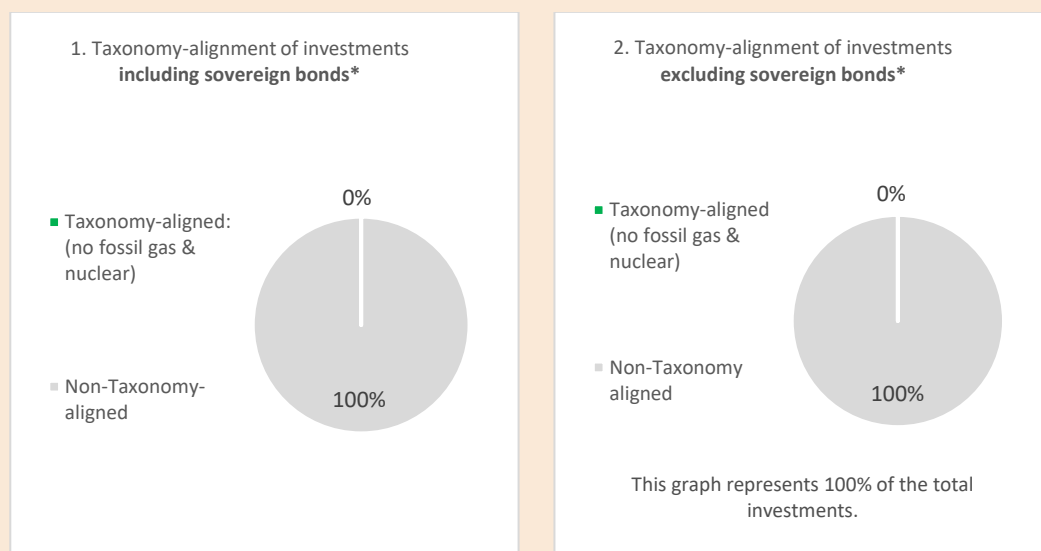 1. Taxonomy-alignment of investments
including sovereign bonds*
0%
Taxonomy-aligned:
(no fossil gas &
nuclear)
Non-Taxonomy-
aligned
100%
2. Taxonomy-alignment of investments
excluding sovereign bonds*
0%
Taxonomy-aligned
(no fossil gas &
nuclear)
Non-Taxonomy
aligned
100%
This graph represents 100% of the total
investments.